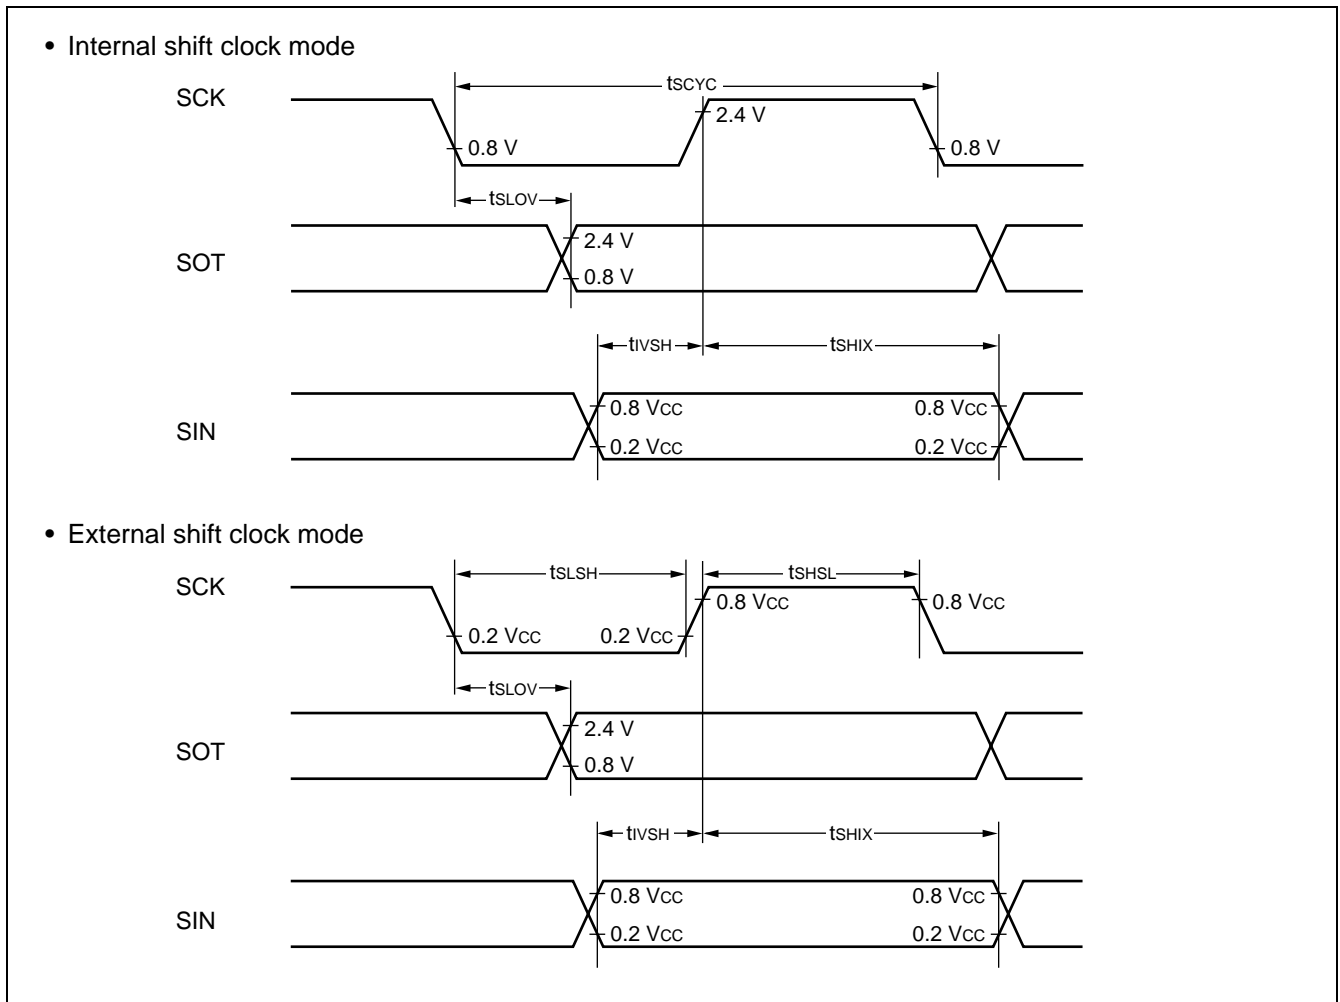 • Internal shift clock mode
tSCYC
SCK
2.4 V
0.8 V
0.8 V
tSLOV
SOT
2.4 V
0.8 V
tIVSH
tSHIX
SIN
0.8 VCC
0.8 VCC
0.2 VCC
0.2 VCC
• External shift clock mode
tSLSH
tSHSL
SCK
0.8 VCC
0.8 VCC
0.2 VCC
0.2 VCC
tSLOV
SOT
2.4 V
0.8 V
tIVSH
tSHIX
SIN
0.8 VCC
0.8 VCC
0.2 VCC
0.2 VCC